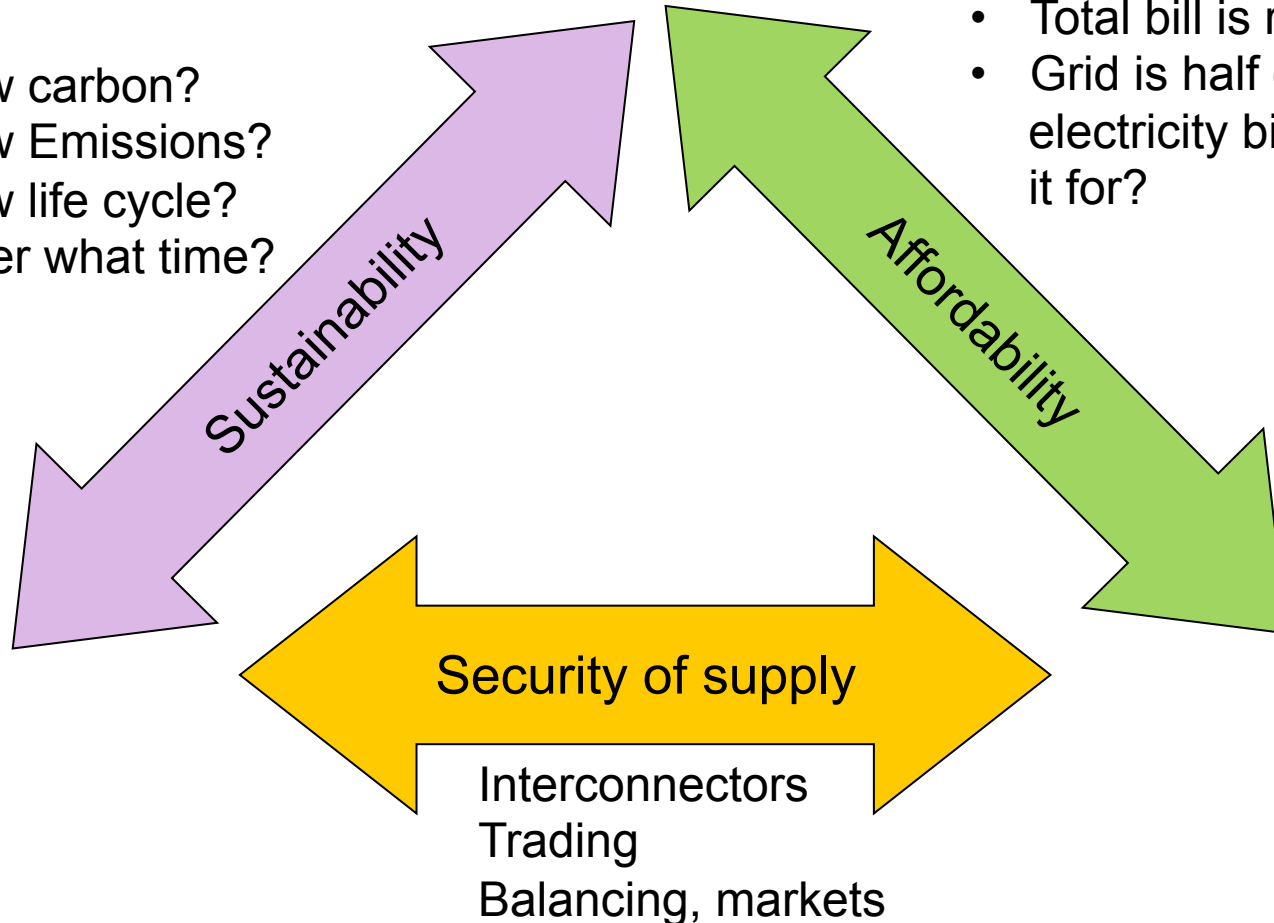 carbon?
Emissions?
life cycle?
what time?
Sustainability
• Total bill is
• Grid is half
electricity
it for?
Affordability
Security of supply
Interconnectors
Trading
Balancing, markets